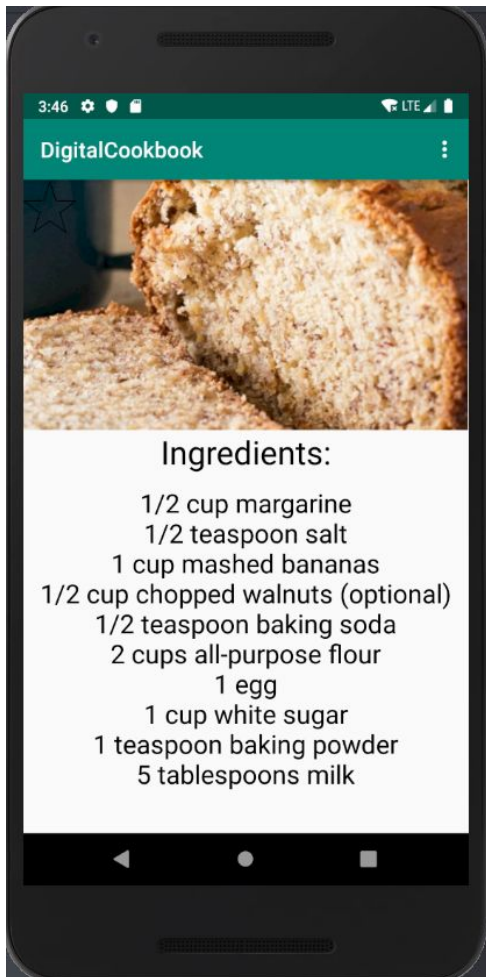 3:46 LTE
DigitalCookbook
Ingredients:
1/2 cup margarine
1/2 teaspoon salt
1 cup mashed bananas
1/2 cup chopped walnuts (optional)
1/2 teaspoon baking soda
2 cups all-purpose flour
1 egg
1 cup white sugar
1 teaspoon baking powder
5 tablespoons milk